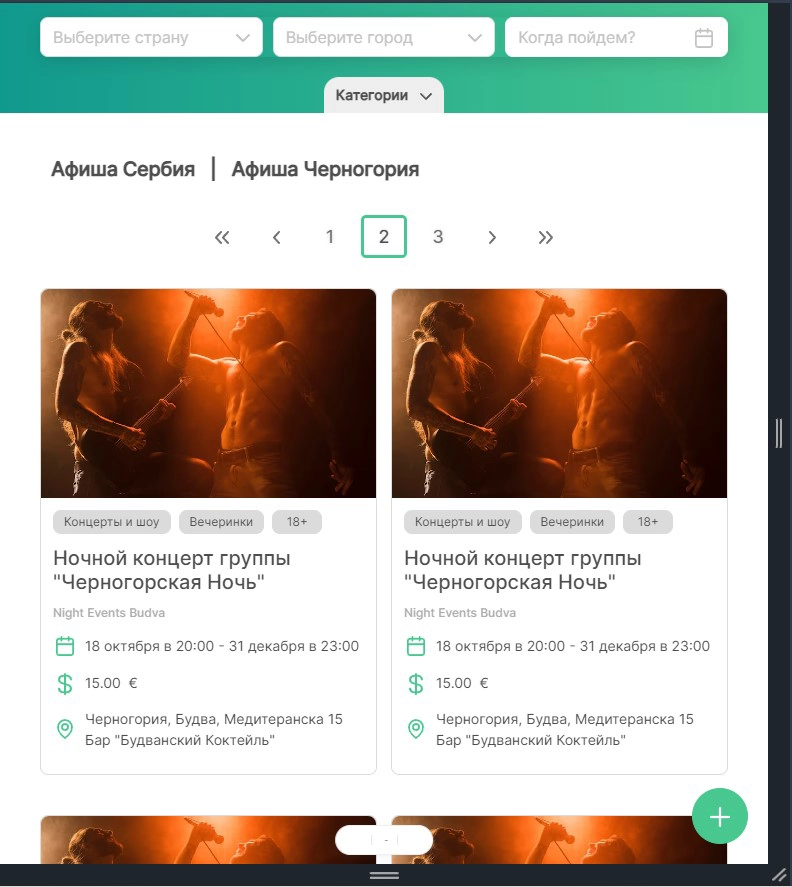 Выберите страну
Выберите город
Когда пойдем?
Категории
Афиша Сербия | Афиша Черногория
1 2 3
Концерты и шоу Вечеринки 18+
Ночной концерт группы
"Черногорская Ночь"
Night Events Budva
18 октября в 20:00 - 31 декабря в 23:00
15.00 €
Черногория, Будва, Медитеранска 15
Бар "Будванский Коктейль"
Концерты и шоу Вечеринки 18+
Ночной концерт группы
"Черногорская Ночь"
Night Events Budva
18 октября в 20:00 - 31 декабря в 23:00
15.00 €
Черногория, Будва, Медитеранска 15
Бар "Будванский Коктейль"